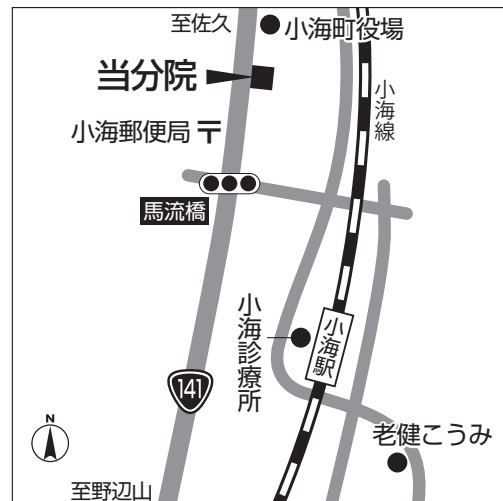 至佐久
小海町役場
当分院
小海線
小海郵便局〒
馬流橋
小海診療所
小海駅
141
N
老健こうみ
至野辺山